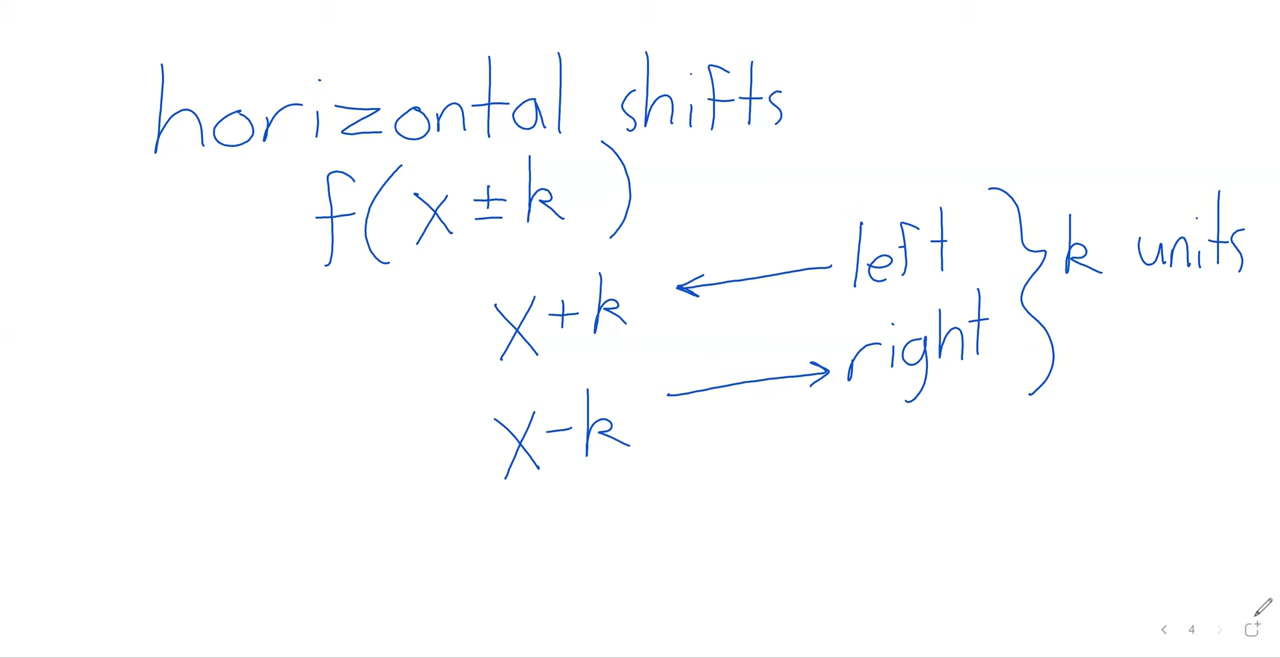 horizontal shifts
f(x ± k)
x + k ← left } k units
x - k → right
4